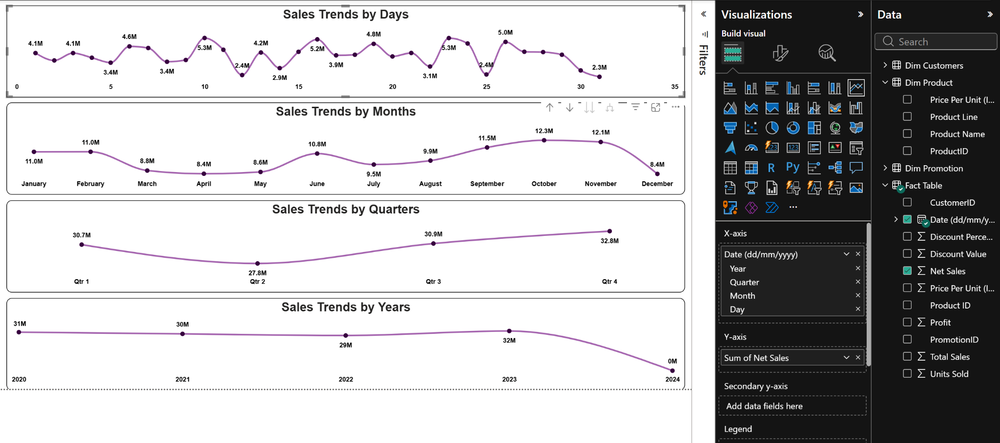 Sales Trends by Days
4.1M 4.1M 3.4M 4.6M 3.4M 5.3M 2.4M 4.2M 2.9M 5.2M 3.9M 4.8M 3.1M 5.3M 2.4M 5.0M 2.3M
0 5 10 15 20 25 30 35
Sales Trends by Months
11.0M 11.0M 8.8M 8.4M 8.6M 10.8M 9.5M 9.9M 11.5M 12.3M 12.1M 8.4M
January February March April May June July August September October November December
Sales Trends by Quarters
30.7M 27.8M 30.9M 32.8M
Qtr 1 Qtr 2 Qtr 3 Qtr 4
Sales Trends by Years
31M 30M 29M 32M 0M
2020 2021 2022 2023 2024
Filters
Visualizations
Build visual
123
123
R
Py
X-axis
Date (dd/mm/yyyy)
Year
Quarter
Month
Day
Y-axis
Sum of Net Sales
Secondary y-axis
Add data fields here
Legend
Data
Search
Dim Customers
Dim Product
Price Per Unit (I...
Product Line
Product Name
ProductID
Dim Promotion
Fact Table
CustomerID
Date (dd/mm/y...
Discount Perce...
Discount Value
Net Sales
Price Per Unit (I...
Product ID
Profit
PromotionID
Total Sales
Units Sold